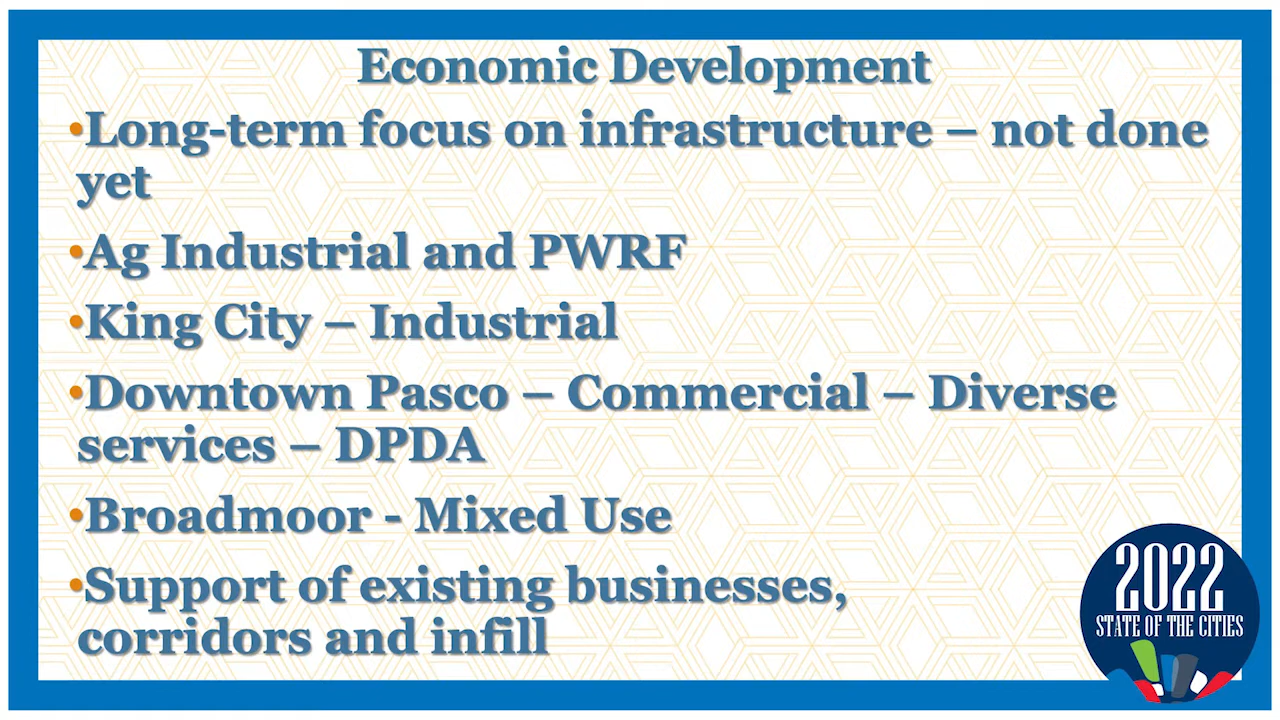 Economic Development
•Long-term focus on infrastructure – not done
yet
•Ag Industrial and PWRF
•King City – Industrial
•Downtown Pasco – Commercial – Diverse
services – DPDA
•Broadmoor - Mixed Use
•Support of existing businesses,
corridors and infill
2022
STATE OF THE CITIES